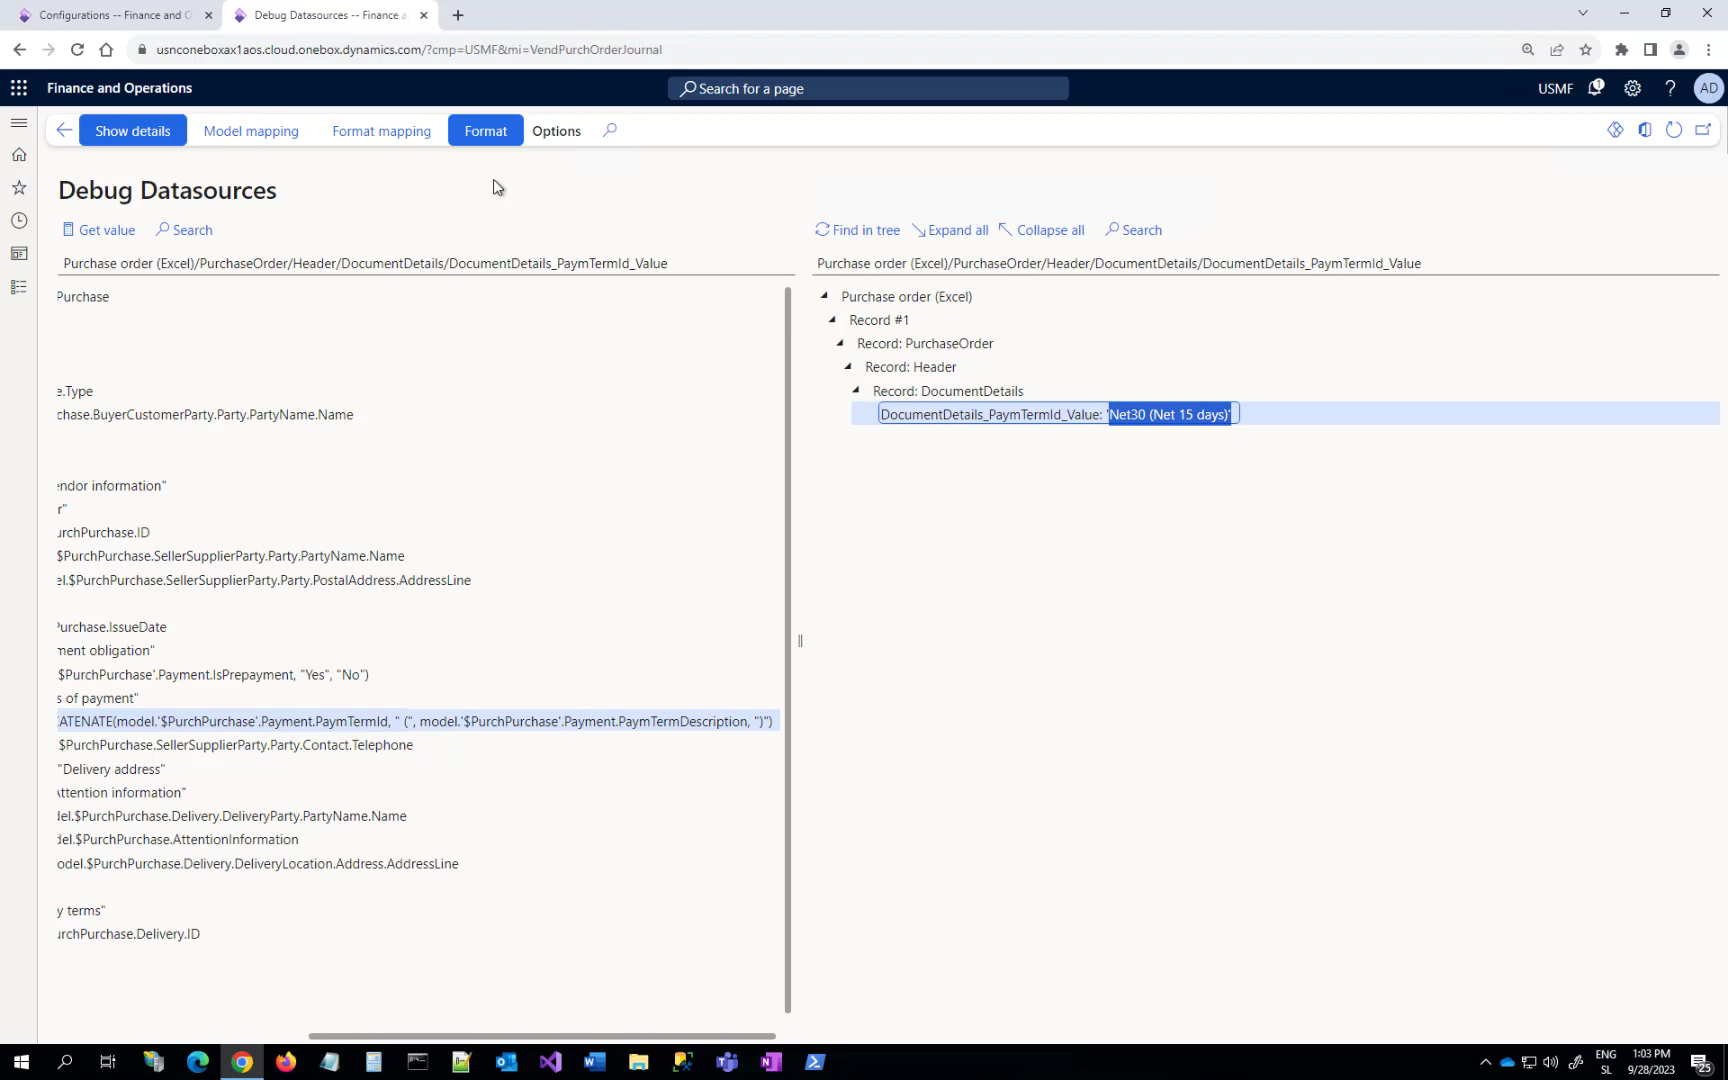 Configurations -- Finance and O
Debug Datasources -- Finance a
usnconeboxax1aos.cloud.onebox.dynamics.com/?cmp=USMF&mi=VendPurchOrderJournal
Finance and Operations
Search for a page
USMF
1
AD
Show details
Model mapping
Format mapping
Format
Options
Debug Datasources
Get value
Search
Find in tree
Expand all
Collapse all
Search
Purchase order (Excel)/PurchaseOrder/Header/DocumentDetails/DocumentDetails_PaymTermId_Value
Purchase order (Excel)/PurchaseOrder/Header/DocumentDetails/DocumentDetails_PaymTermId_Value
Purchase
e.Type
chase.BuyerCustomerParty.Party.PartyName.Name
endor information"
r"
urchPurchase.ID
$PurchPurchase.SellerSupplierParty.Party.PartyName.Name
el.$PurchPurchase.SellerSupplierParty.Party.PostalAddress.AddressLine
Purchase.IssueDate
ment obligation"
$PurchPurchase'.Payment.IsPrepayment, "Yes", "No")
s of payment"
CATENATE(model.'$PurchPurchase'.Payment.PaymTermId, " (", model.'$PurchPurchase'.Payment.PaymTermDescription, ")")
$PurchPurchase.SellerSupplierParty.Party.Contact.Telephone
"Delivery address"
Attention information"
del.$PurchPurchase.Delivery.DeliveryParty.PartyName.Name
del.$PurchPurchase.AttentionInformation
odel.$PurchPurchase.Delivery.DeliveryLocation.Address.AddressLine
y terms"
urchPurchase.Delivery.ID
Purchase order (Excel)
Record #1
Record: PurchaseOrder
Record: Header
Record: DocumentDetails
DocumentDetails_PaymTermId_Value: 'Net30 (Net 15 days)'
ENG
SL
1:03 PM
9/28/2023
25